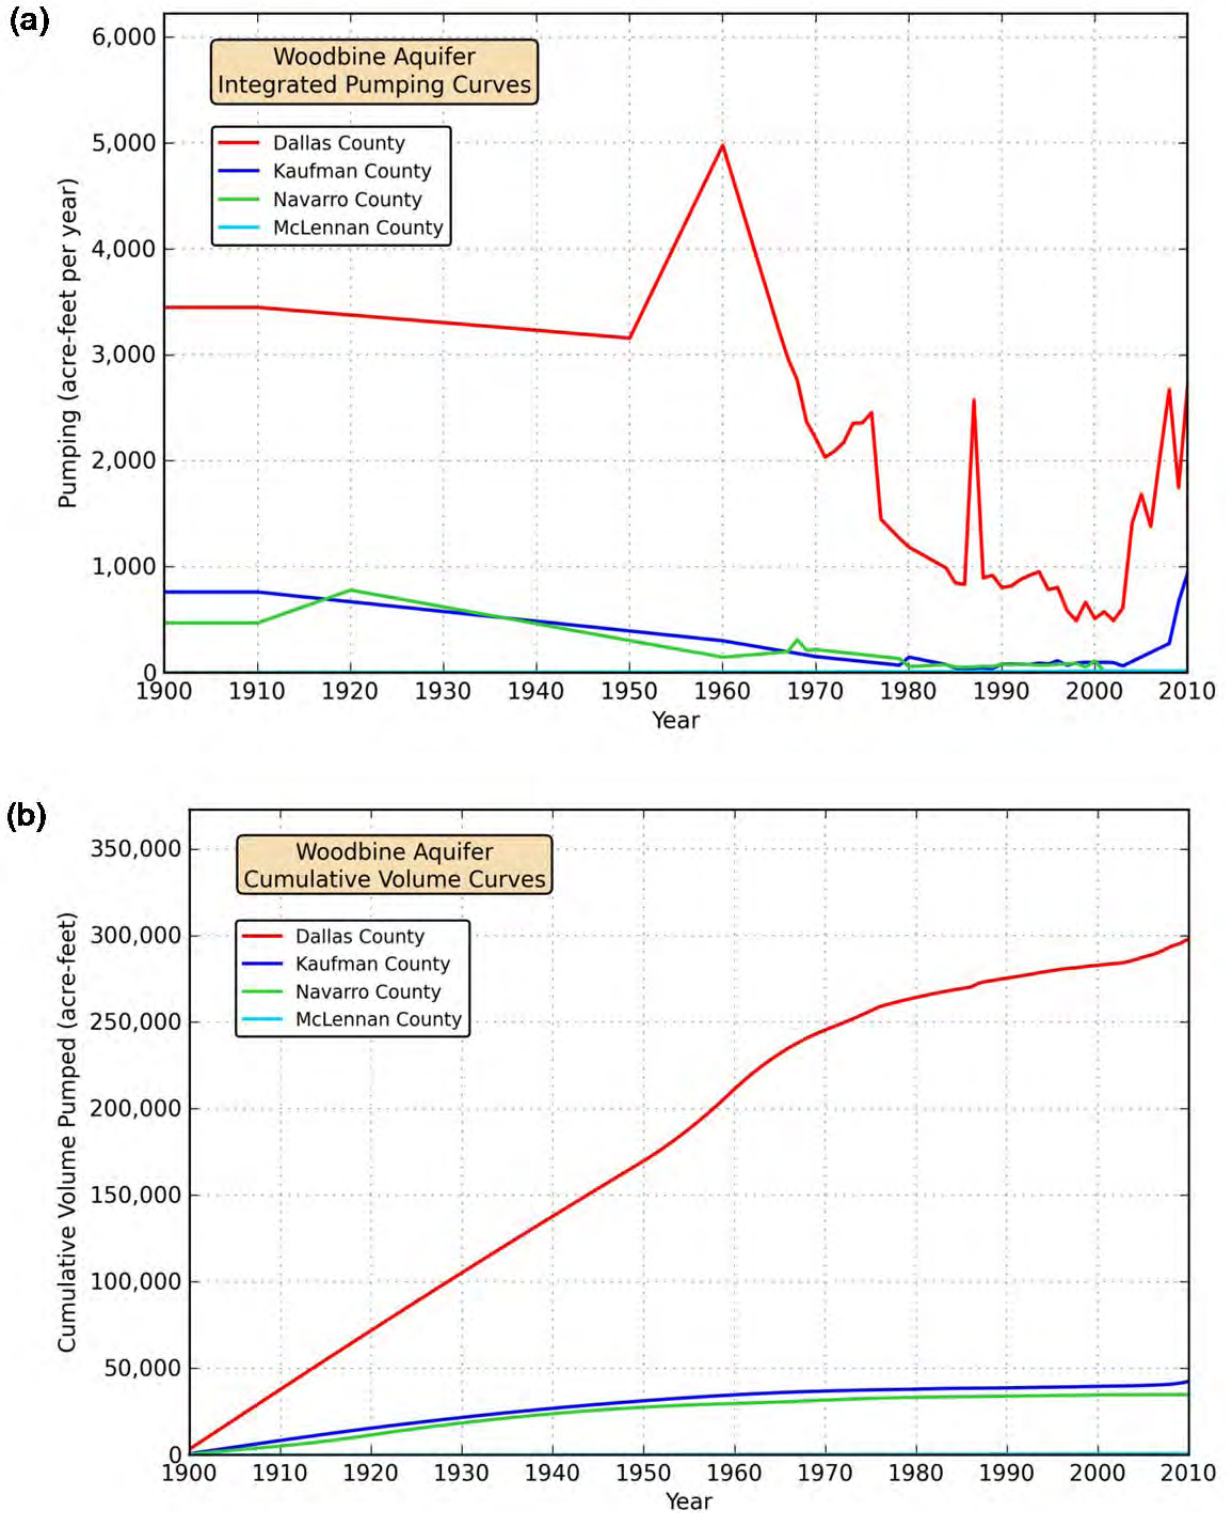 (a)
6,000
5,000
4,000
3,000
2,000
1,000
0
Pumping (acre-feet per year)
Woodbine Aquifer
Integrated Pumping Curves
Dallas County
Kaufman County
Navarro County
McLennan County
1900 1910 1920 1930 1940 1950 1960 1970 1980 1990 2000 2010
Year
(b)
350,000
300,000
250,000
200,000
150,000
100,000
50,000
0
Cumulative Volume Pumped (acre-feet)
Woodbine Aquifer
Cumulative Volume Curves
Dallas County
Kaufman County
Navarro County
McLennan County
1900 1910 1920 1930 1940 1950 1960 1970 1980 1990 2000 2010
Year